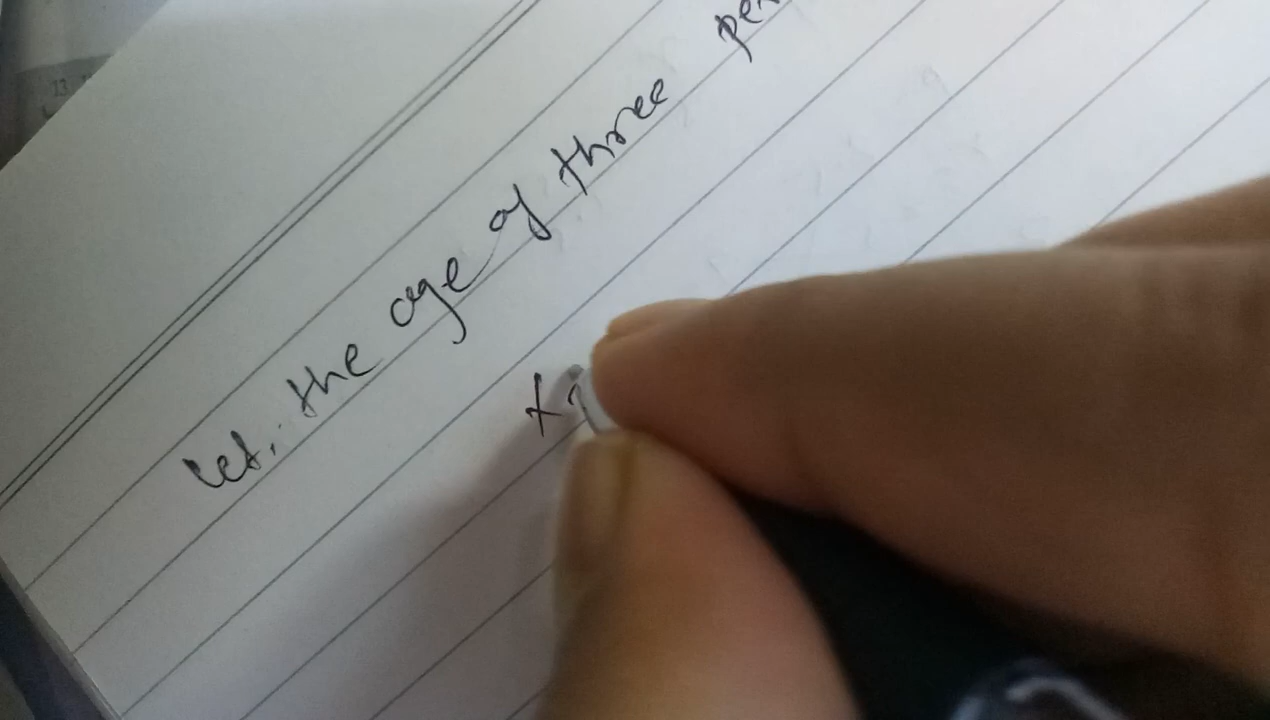 let, the age of three
x